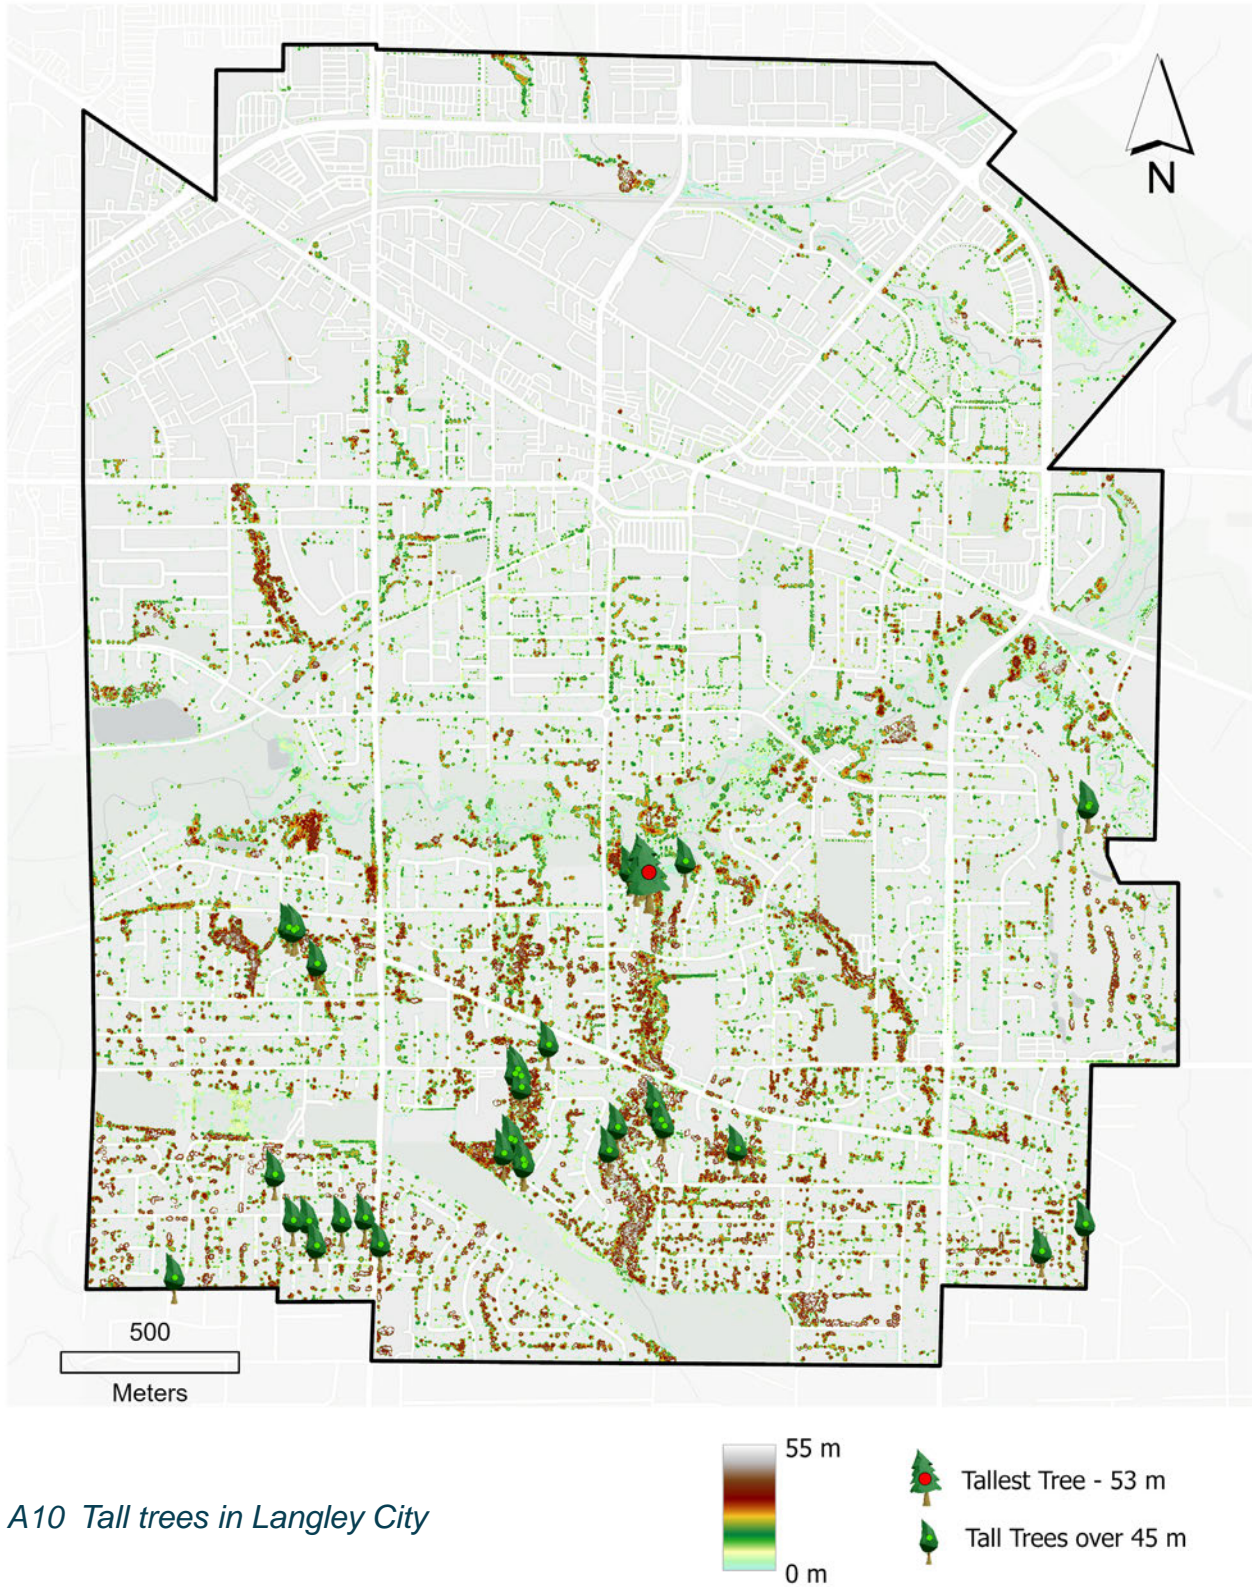 N
500
Meters
55 m
0 m
Tallest Tree - 53 m
Tall Trees over 45 m
A10 Tall trees in Langley City